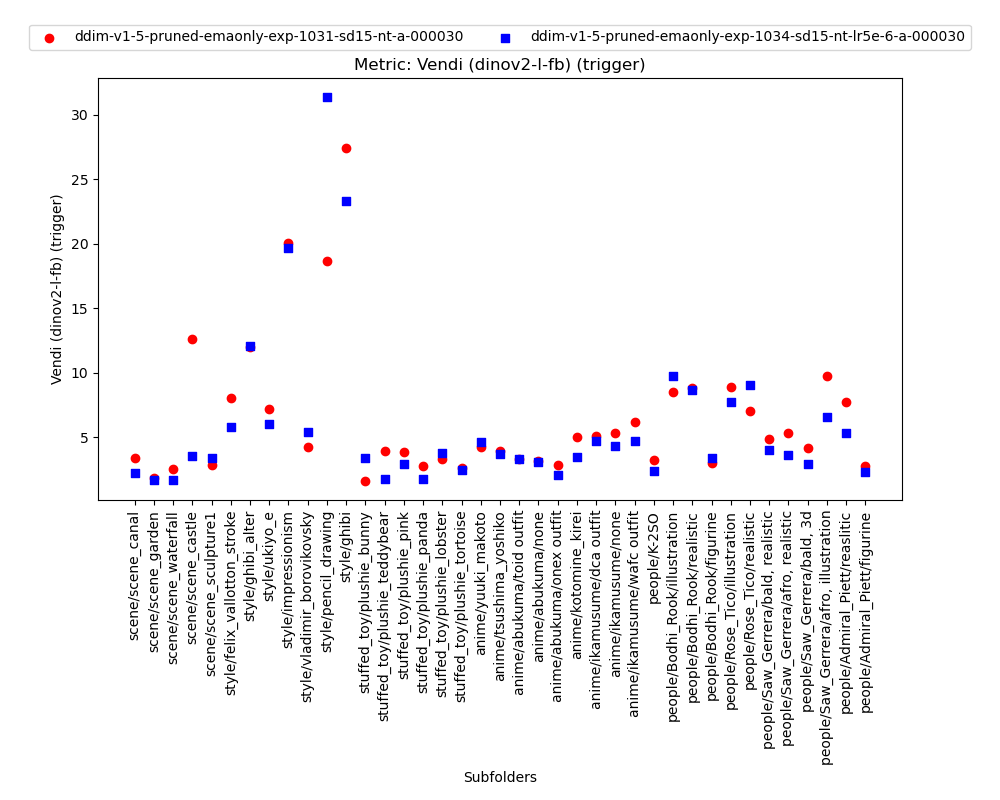 ddim-v1-5-pruned-emaonly-exp-1031-sd15-nt-a-000030
ddim-v1-5-pruned-emaonly-exp-1034-sd15-nt-lr5e-6-a-000030
Metric: Vendi (dinov2-l-fb) (trigger)
Vendi (dinov2-l-fb) (trigger)
30
25
20
15
10
5
scene/scene_canal
scene/scene_garden
scene/scene_waterfall
scene/scene_castle
scene/scene_sculpture1
style/felix_vallotton_stroke
style/ghibi_alter
style/ukiyo_e
style/impressionism
style/vladimir_borovikovsky
style/pencil_drawing
style/ghibi
stuffed_toy/plushie_bunny
stuffed_toy/plushie_teddybear
stuffed_toy/plushie_pink
stuffed_toy/plushie_panda
stuffed_toy/plushie_lobster
stuffed_toy/plushie_tortoise
anime/yuuki_makoto
anime/tsushima_yoshiko
anime/abukuma/toid outfit
anime/abukuma/none
anime/abukuma/onex outfit
anime/kotomine_kirei
anime/ikamusume/dca outfit
anime/ikamusume/none
anime/ikamusume/wafc outfit
people/K-2SO
people/Bodhi_Rook/illustration
people/Bodhi_Rook/realistic
people/Bodhi_Rook/figurine
people/Rose_Tico/illustration
people/Rose_Tico/realistic
people/Saw_Gerrera/bald, realistic
people/Saw_Gerrera/afro, realistic
people/Saw_Gerrera/bald, 3d
people/Saw_Gerrera/afro, illustration
people/Admiral_Piett/reasliti​c
people/Admiral_Piett/figurine
Subfolders